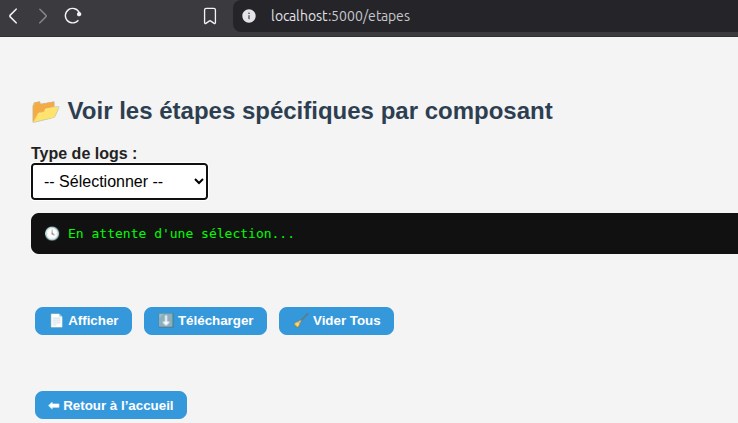 localhost:5000/etapes
📂 Voir les étapes spécifiques par composant
Type de logs :
-- Sélectionner --
🕓 En attente d'une sélection...
📄 Afficher ⬇️ Télécharger 🧹 Vider Tous
⬅ Retour à l’accueil